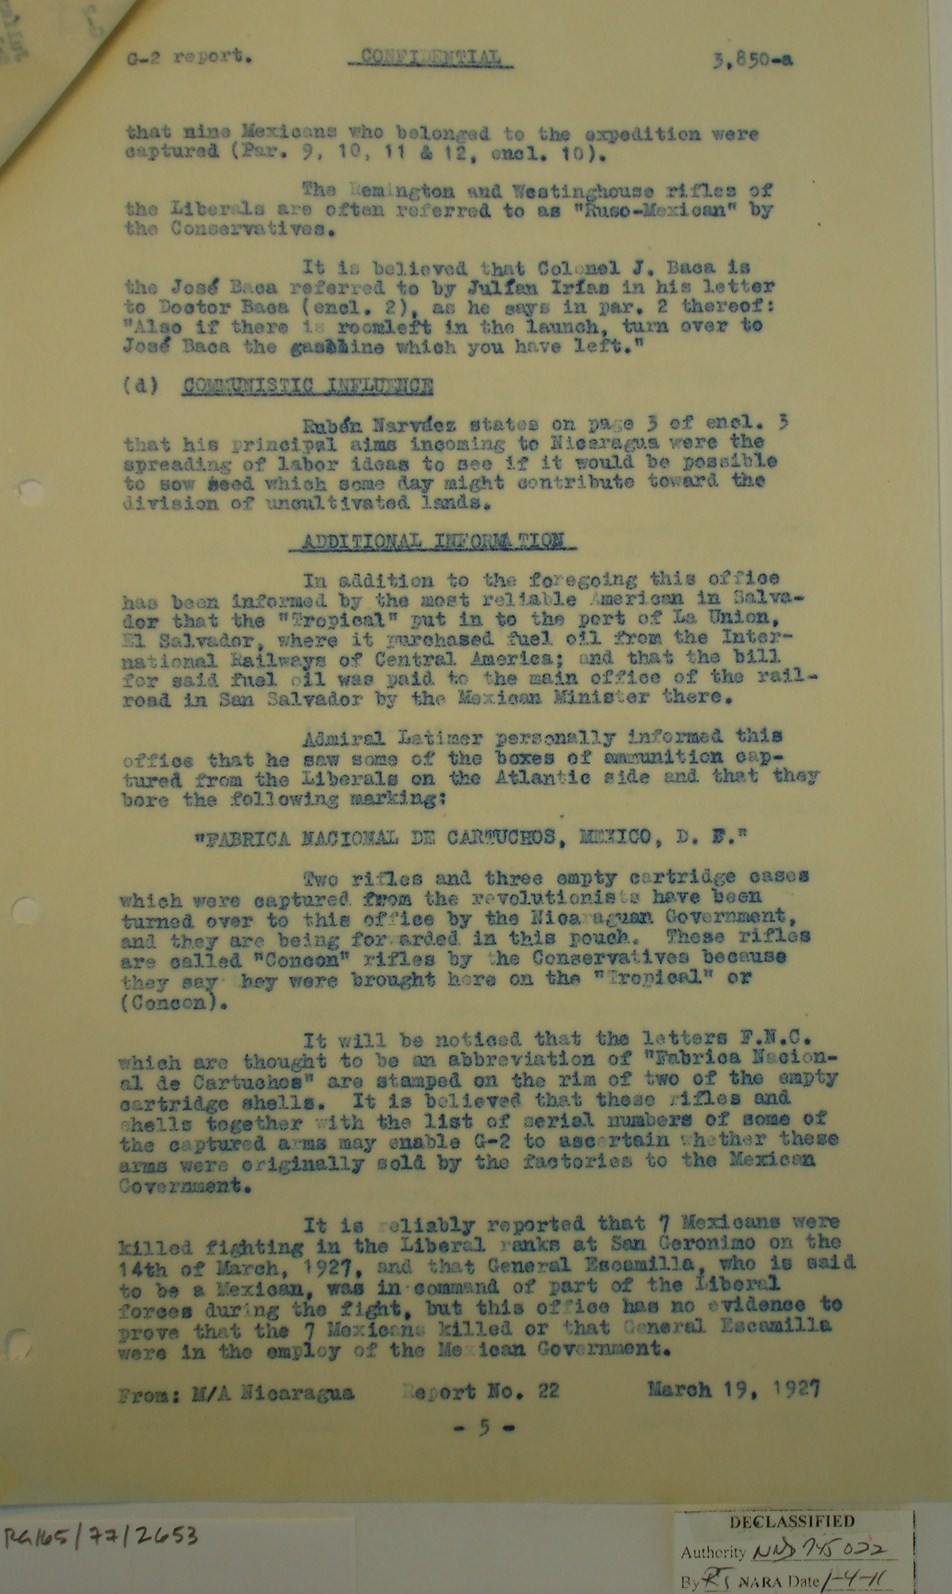 G-2 report. CONFIDENTIAL 3,850-a
that nine Mexicans who belonged to the expedition were
captured (Par. 9, 10, 11 & 12, encl. 10).
The Remington and Westinghouse rifles of
the Liberals are often referred to as "Ruso-Mexican" by
the Conservatives.
It is believed that Colonel J. Baca is
the José Baca referred to by Julían Irías in his letter
to Doctor Baca (encl. 2), as he says in par. 2 thereof:
"Also if there is roomleft in the launch, turn over to
José Baca the gasoline which you have left."
(d) COMMUNISTIC INFLUENCE
Rubén Narváez states on page 3 of encl. 3
that his principal aims incoming to Nicaragua were the
spreading of labor ideas to see if it would be possible
to sow seed which some day might contribute toward the
division of uncultivated lands.
ADDITIONAL INFORMATION
In addition to the foregoing this office
has been informed by the most reliable American in Salva-
dor that the "Tropical" put in to the port of La Union,
El Salvador, where it purchased fuel oil from the Inter-
national Railways of Central America; and that the bill
for said fuel oil was paid to the main office of the rail-
road in San Salvador by the Mexican Minister there.
Admiral Latimer personally informed this
office that he saw some of the boxes of ammunition cap-
tured from the Liberals on the Atlantic side and that they
bore the following marking:
"FABRICA NACIONAL DE CARTUCHOS, MEXICO, D. F."
Two rifles and three empty cartridge cases
which were captured from the revolutionists have been
turned over to this office by the Nicaraguan Government,
and they are being forwarded in this pouch. These rifles
are called "Concon" rifles by the Conservatives because
they say they were brought here on the "Tropical" or
(Concon).
It will be noticed that the letters F.N.C.
which are thought to be an abbreviation of "Fabrica Nacion-
al de Cartuchos" are stamped on the rim of two of the empty
cartridge shells. It is believed that these rifles and
shells together with the list of serial numbers of some of
the captured arms may enable G-2 to ascertain whether these
arms were originally sold by the factories to the Mexican
Government.
It is reliably reported that 7 Mexicans were
killed fighting in the Liberal ranks at San Geronimo on the
14th of March, 1927, and that General Escamilla, who is said
to be a Mexican, was in command of part of the Liberal
forces during the fight, but this office has no evidence to
prove that the 7 Mexicans killed or that General Escamilla
were in the employ of the Mexican Government.
From: M/A Nicaragua Report No. 22 March 19, 1927
- 5 -
RG165/77/2653
DECLASSIFIED
Authority NND 745022
By RJ NARA Date 1-4-11